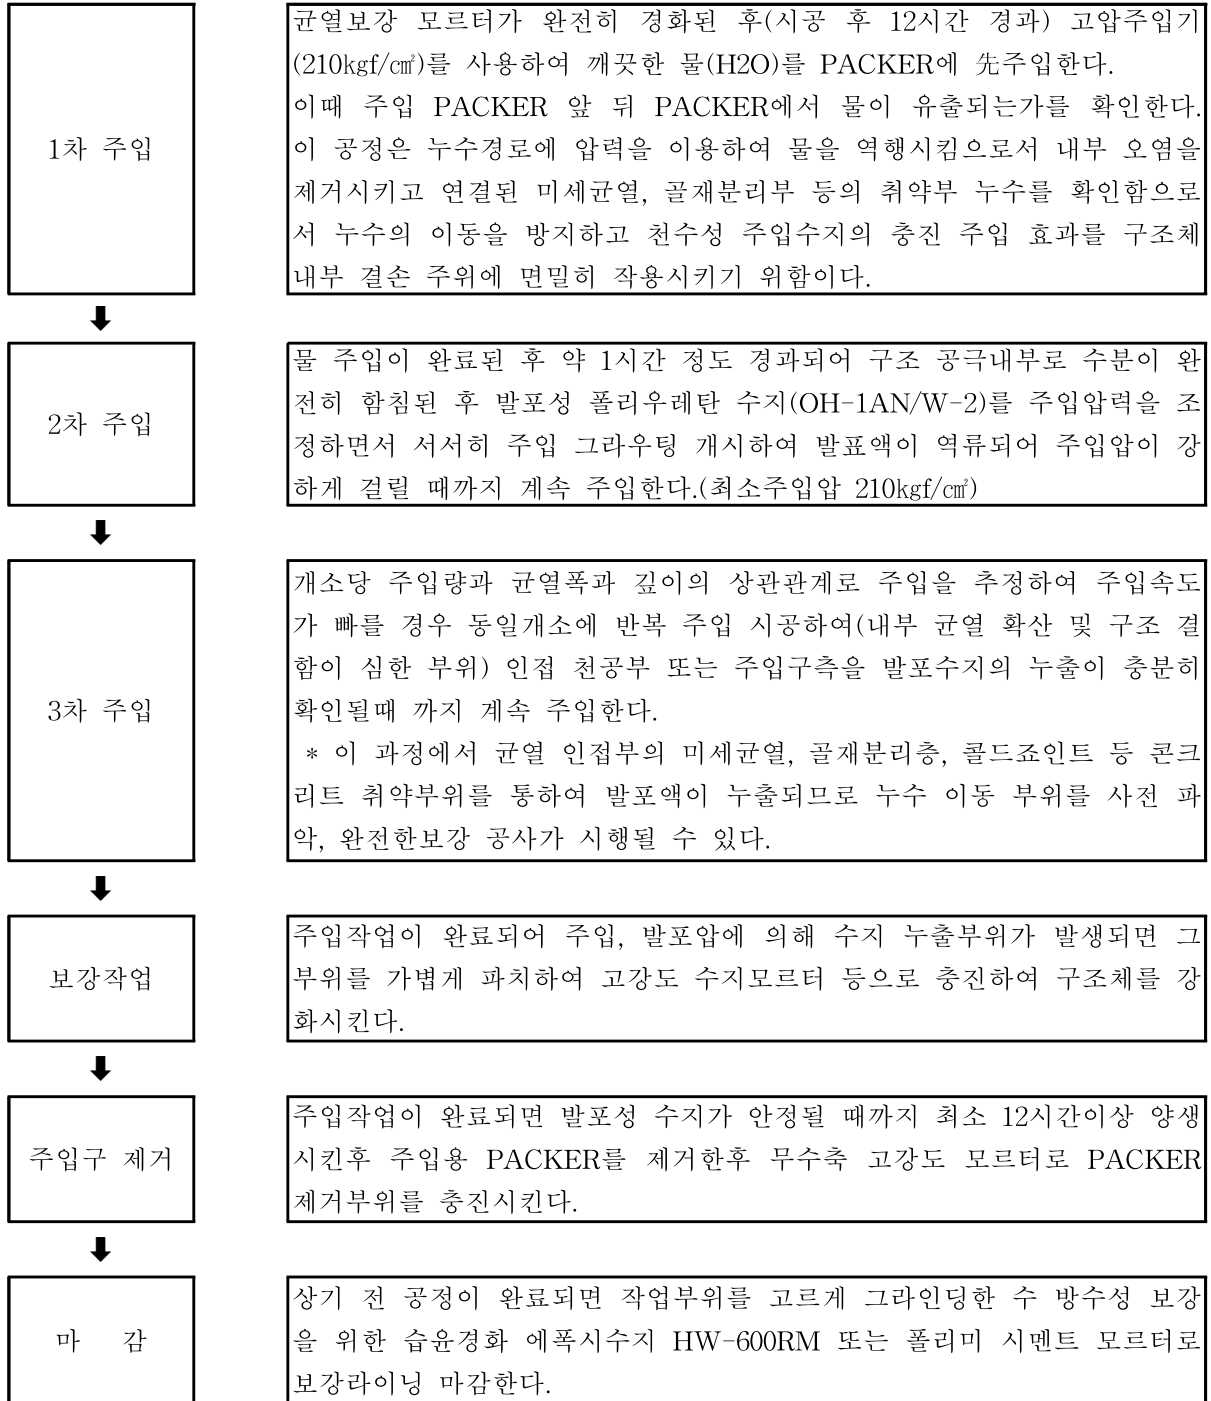 1차 주입
균열보강 모르터가 완전히 경화된 후(시공 후 12시간 경과) 고압주입기
(210kgf/㎠)를 사용하여 깨끗한 물(H2O)를 PACKER에 先주입한다.
이때 주입 PACKER 앞 뒤 PACKER에서 물이 유출되는가를 확인한다.
이 공정은 누수경로에 압력을 이용하여 물을 역행시킴으로서 내부 오염을
제거시키고 연결된 미세균열, 골재분리부 등의 취약부 누수를 확인함으로
서 누수의 이동을 방지하고 천수성 주입수지의 충진 주입 효과를 구조체
내부 결손 주위에 면밀히 작용시키기 위함이다.
2차 주입
물 주입이 완료된 후 약 1시간 정도 경과되어 구조 공극내부로 수분이 완
전히 함침된 후 발포성 폴리우레탄 수지(OH-1AN/W-2)를 주입압력을 조
정하면서 서서히 주입 그라우팅 개시하여 발표액이 역류되어 주입압이 강
하게 걸릴 때까지 계속 주입한다.(최소주입압 210kgf/㎠)
3차 주입
개소당 주입량과 균열폭과 깊이의 상관관계로 주입을 추정하여 주입속도
가 빠를 경우 동일개소에 반복 주입 시공하여(내부 균열 확산 및 구조 결
함이 심한 부위) 인접 천공부 또는 주입구측을 발포수지의 누출이 충분히
확인될때 까지 계속 주입한다.
* 이 과정에서 균열 인접부의 미세균열, 골재분리층, 콜드죠인트 등 콘크
리트 취약부위를 통하여 발포액이 누출되므로 누수 이동 부위를 사전 파
악, 완전한보강 공사가 시행될 수 있다.
보강작업
주입작업이 완료되어 주입, 발포압에 의해 수지 누출부위가 발생되면 그
부위를 가볍게 파치하여 고강도 수지모르터 등으로 충진하여 구조체를 강
화시킨다.
주입구 제거
주입작업이 완료되면 발포성 수지가 안정될 때까지 최소 12시간이상 양생
시킨후 주입용 PACKER를 제거한후 무수축 고강도 모르터로 PACKER
제거부위를 충진시킨다.
마 감
상기 전 공정이 완료되면 작업부위를 고르게 그라인딩한 수 방수성 보강
을 위한 습윤경화 에폭시수지 HW-600RM 또는 폴리미 시멘트 모르터로
보강라이닝 마감한다.